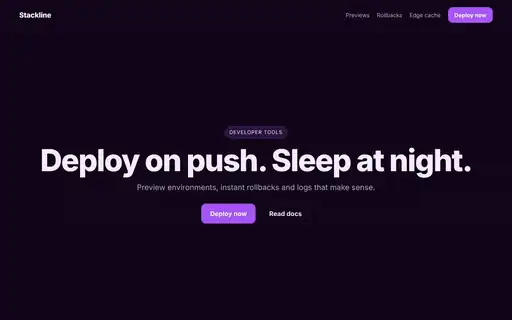 Stackline
Previews Rollbacks Edge cache Deploy now
DEVELOPER TOOLS
Deploy on push. Sleep at night.
Preview environments, instant rollbacks and logs that make sense.
Deploy now Read docs